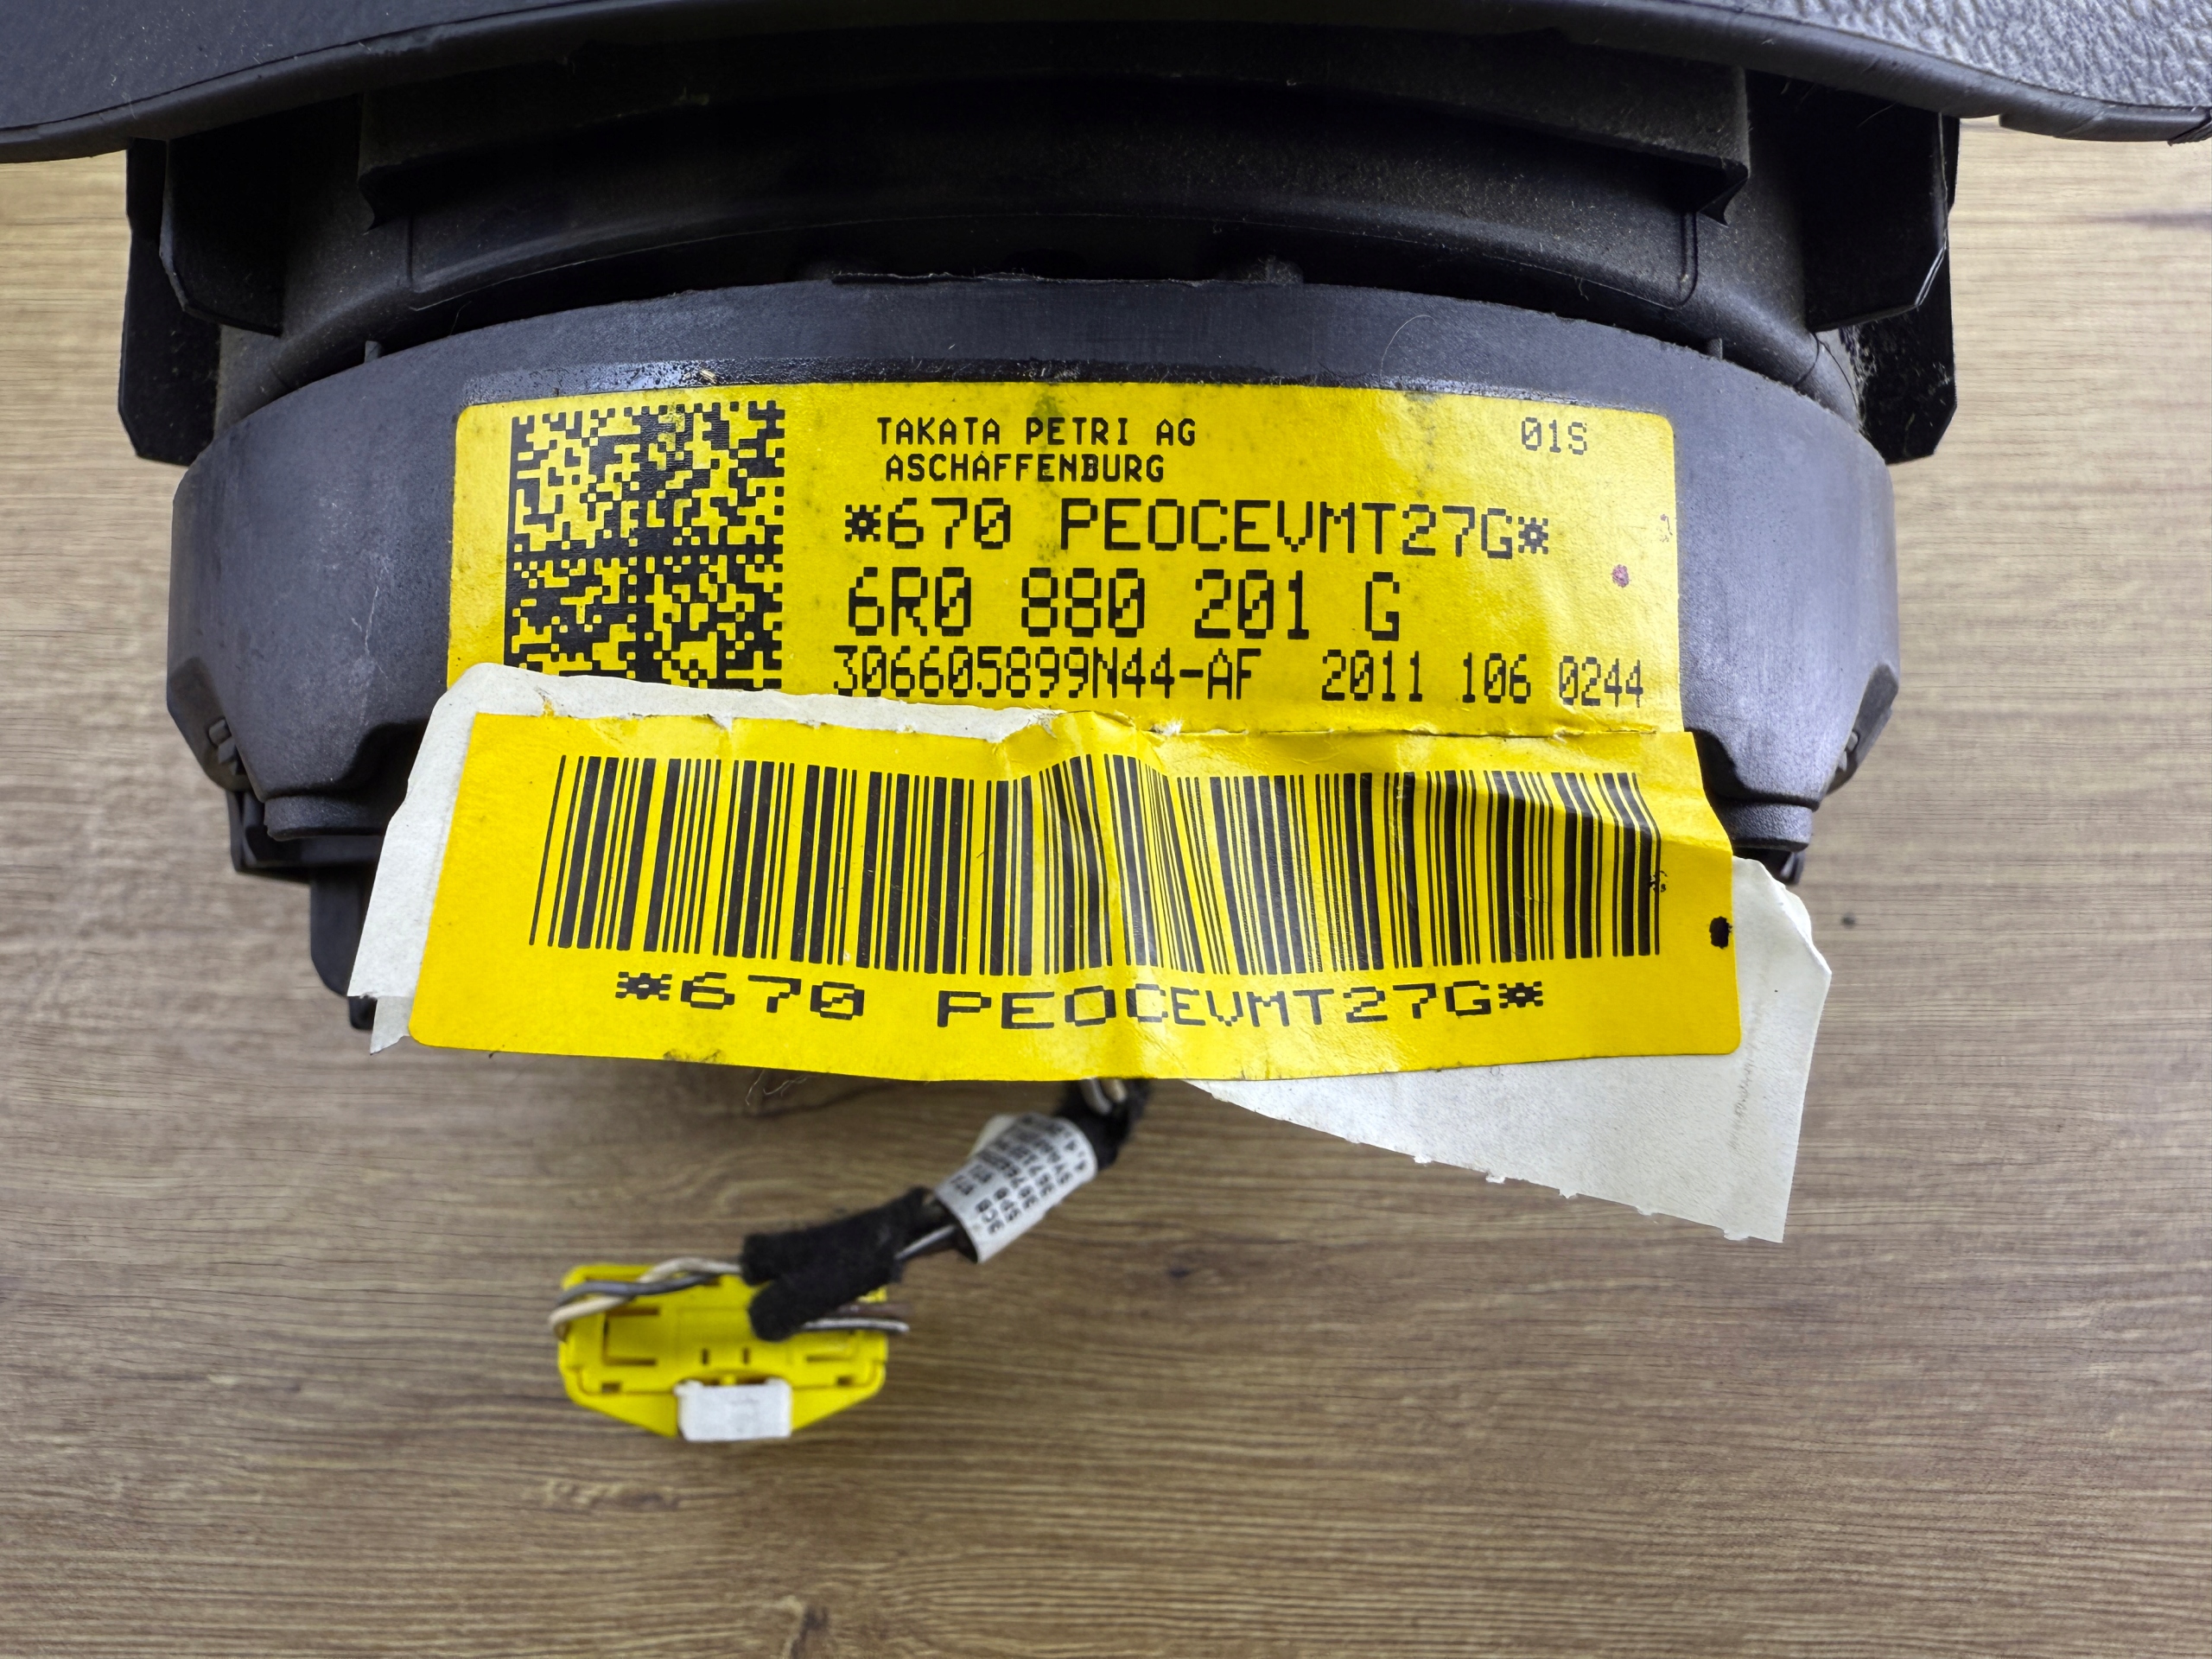 TAKATA PETRI AG
01S
ASCHAFFENBURG
*670 PEOCEVMT27G*
6R0 880 201 G
306605899N44-AF 2011 106 0244
*670 PEOCEVMT27G*